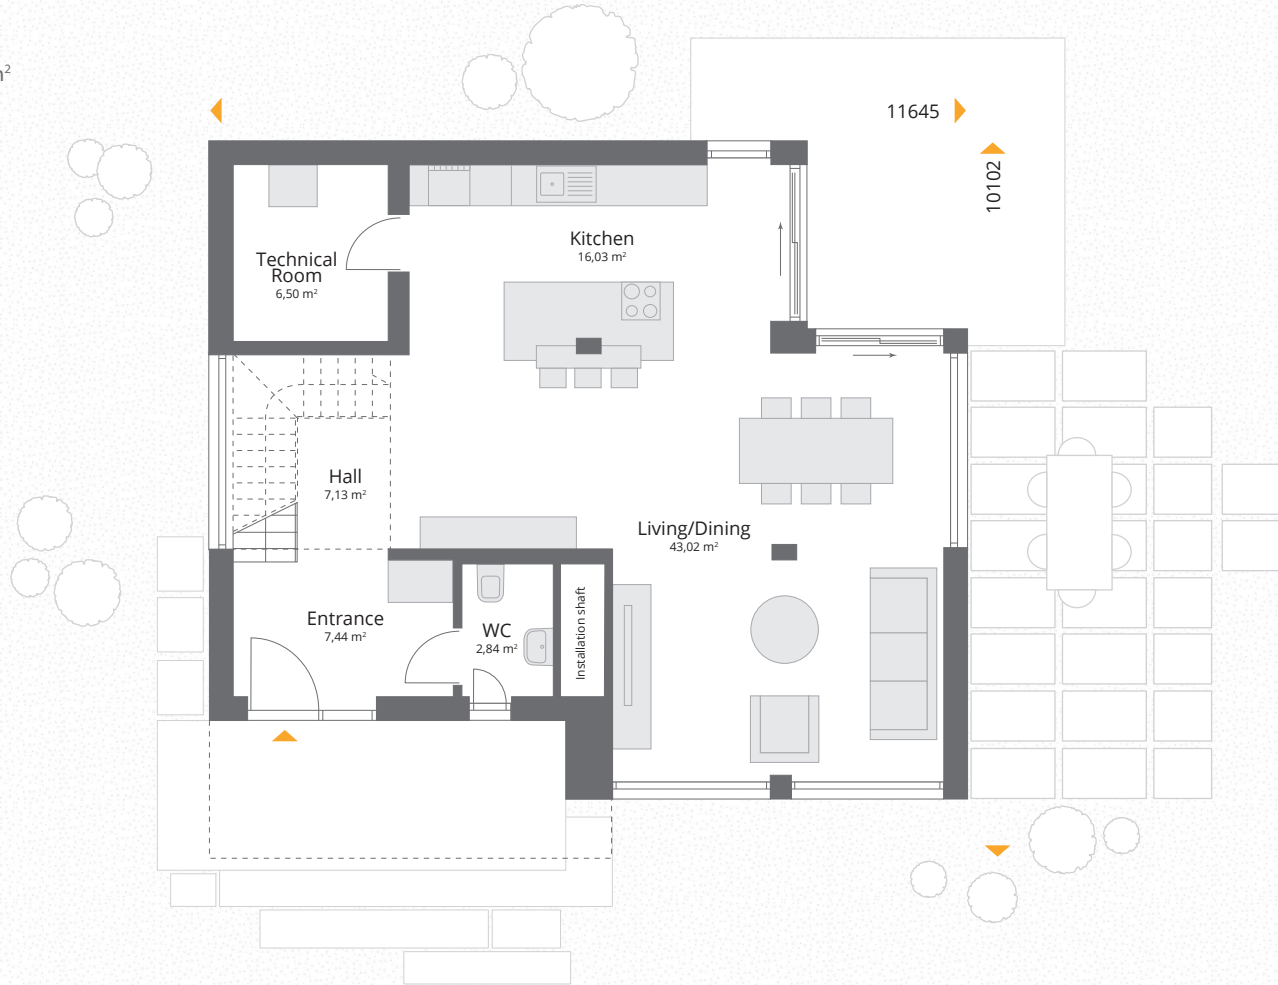 m²
11645
10102
Kitchen
16,03 m²
Technical
Room
6,50 m²
Hall
7,13 m²
Living/Dining
43,02 m²
Entrance
7,44 m²
WC
2,84 m²
Installation shaft